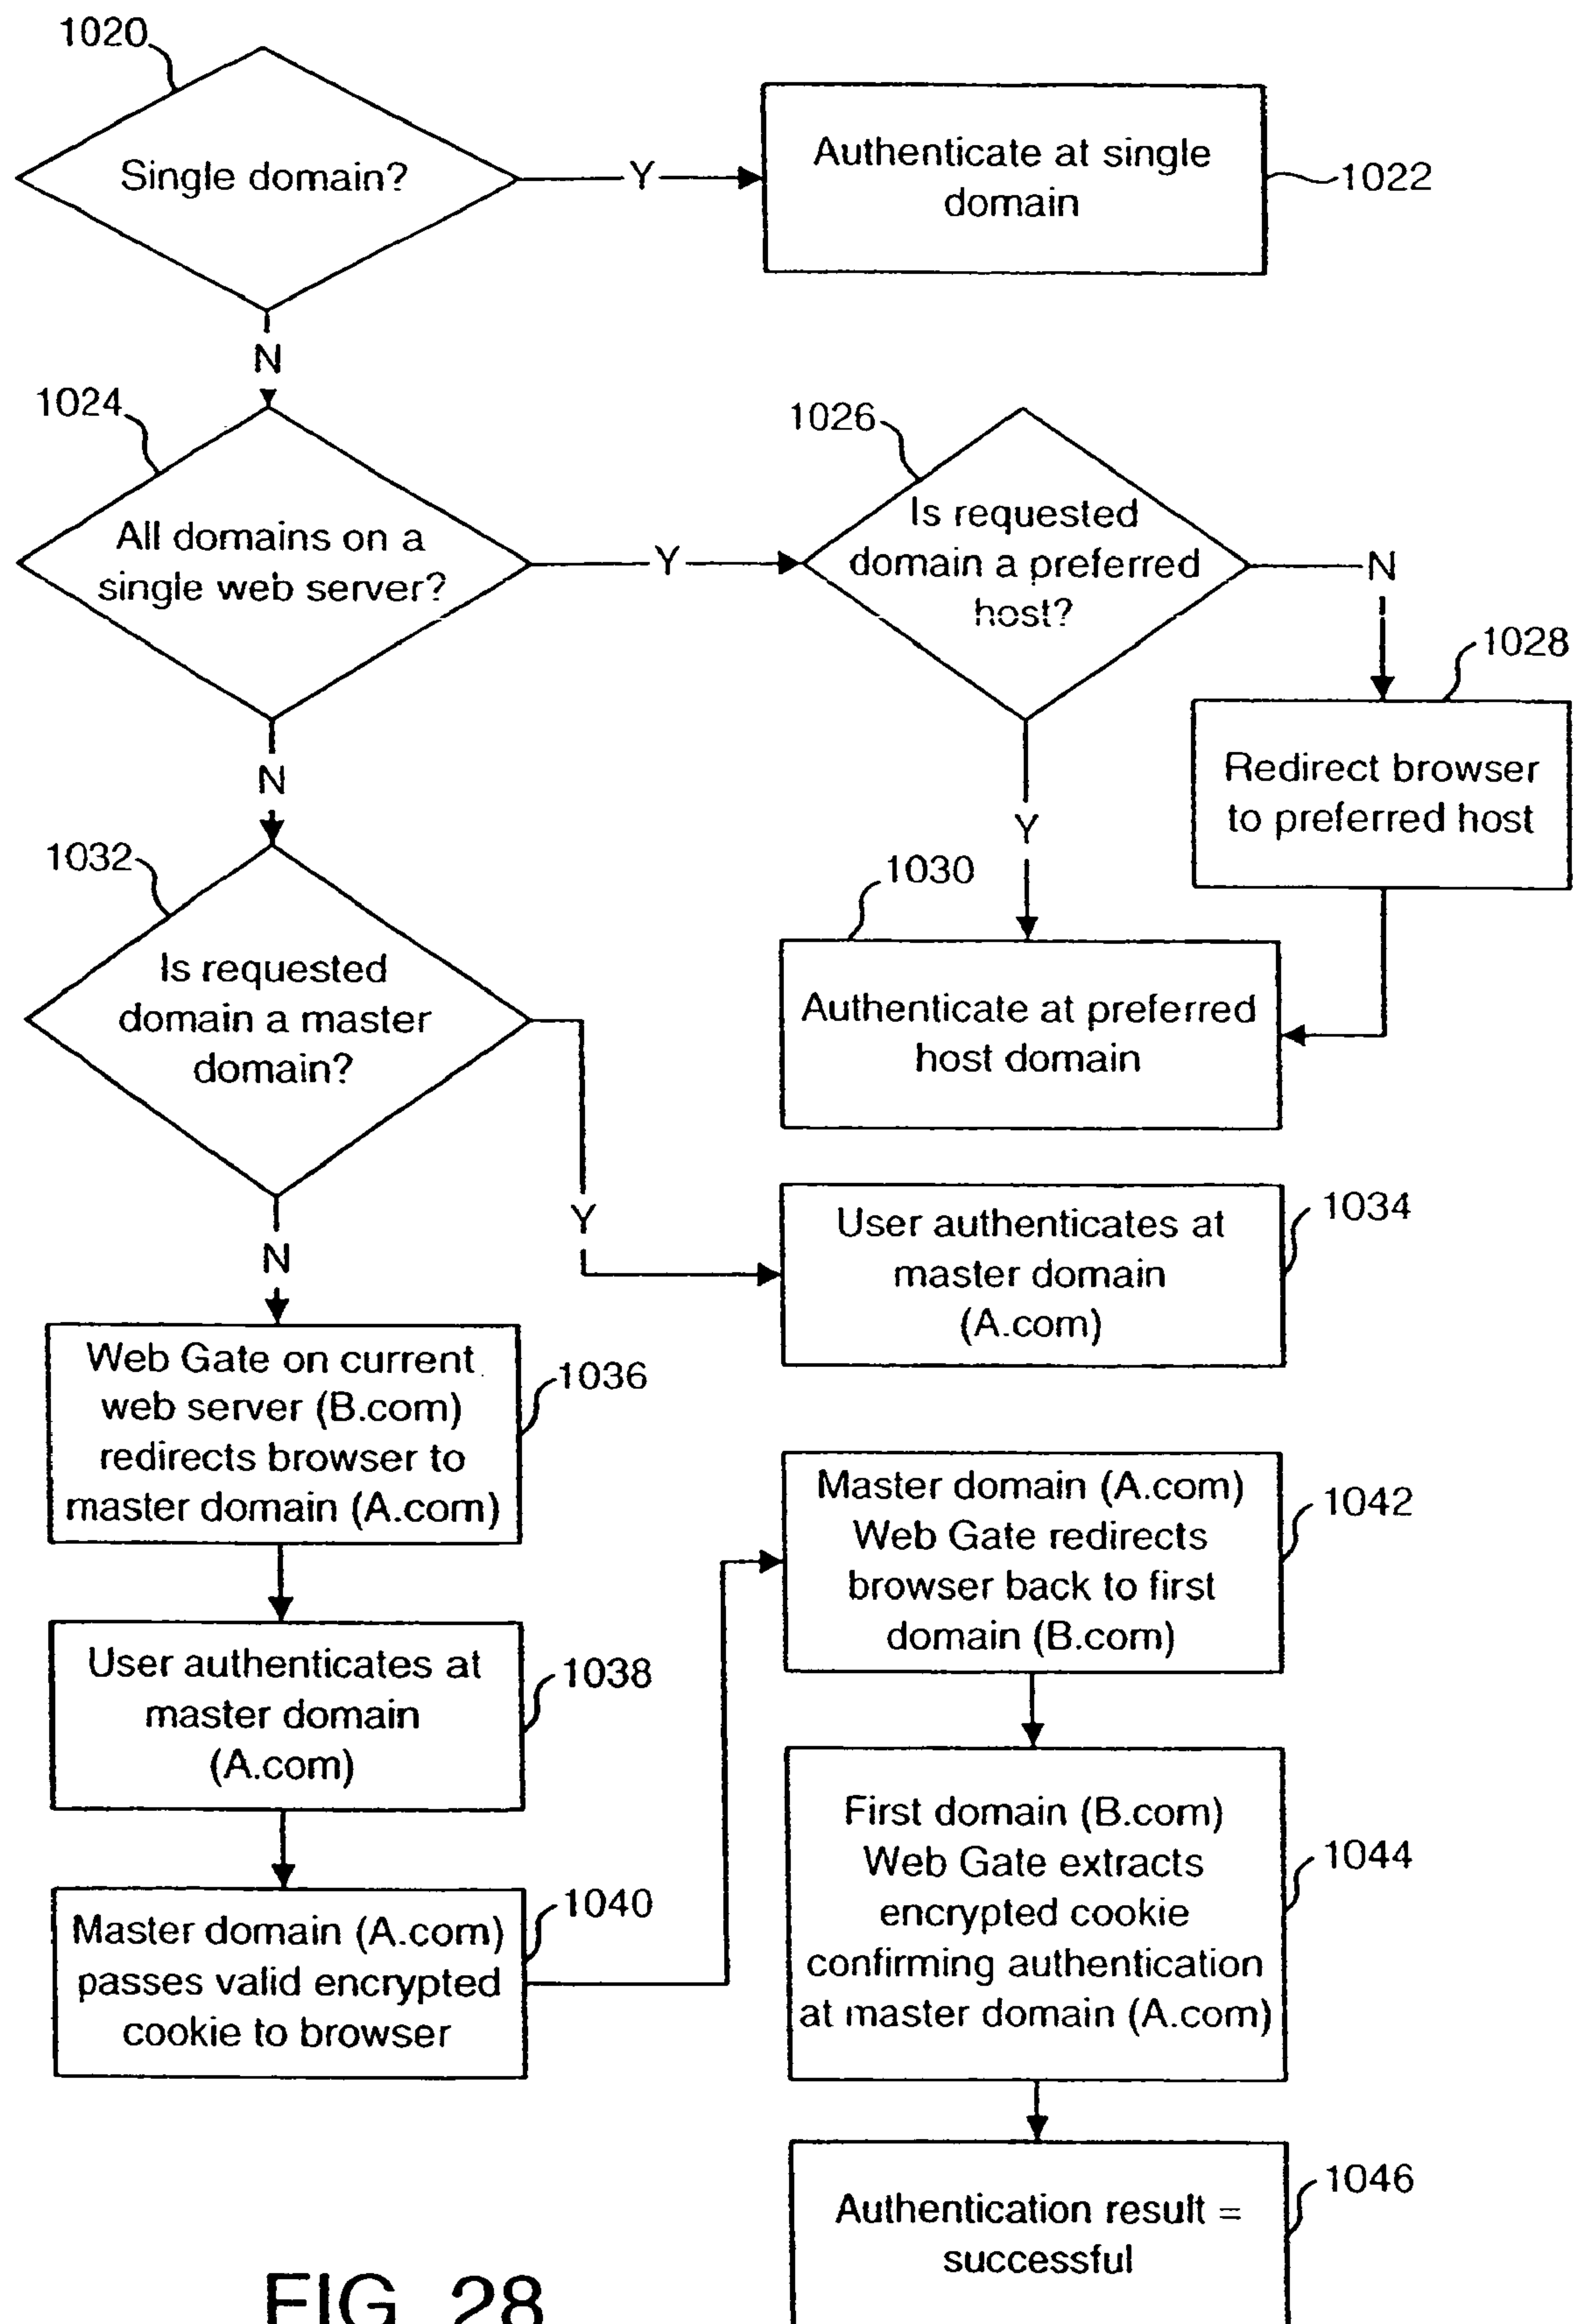 1020
Single domain?
Y
Authenticate at single
domain
1022
N
1024
All domains on a
single web server?
Y
1026
Is requested
domain a preferred
host?
N
1028
Redirect browser
to preferred host
Y
1030
Authenticate at preferred
host domain
N
1032
Is requested
domain a master
domain?
Y
1034
User authenticates at
master domain
(A.com)
N
Web Gate on current
web server (B.com)
redirects browser to
master domain (A.com)
1036
User authenticates at
master domain
(A.com)
1038
Master domain (A.com)
passes valid encrypted
cookie to browser
1040
Master domain (A.com)
Web Gate redirects
browser back to first
domain (B.com)
1042
First domain (B.com)
Web Gate extracts
encrypted cookie
confirming authentication
at master domain (A.com)
1044
Authentication result =
successful
1046
FIG. 28